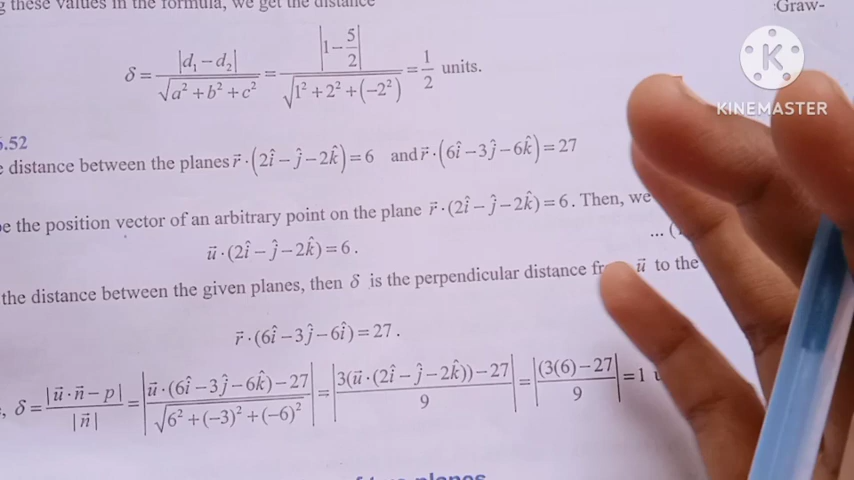 these values in the formula, we get the distance
:Graw-
δ = |d₁ − d₂| / √(a² + b² + c²) = |1 − 5/2| / √(1² + 2² + (−2²)) = 1/2 units.
KINEMASTER
.52
distance between the planes r⃗ · (2î − ĵ − 2k̂) = 6 and r⃗ · (6î − 3ĵ − 6k̂) = 27
be the position vector of an arbitrary point on the plane r⃗ · (2î − ĵ − 2k̂) = 6. Then, we
u⃗ · (2î − ĵ − 2k̂) = 6.
... (
the distance between the given planes, then δ is the perpendicular distance u⃗ to the
r⃗ · (6î − 3ĵ − 6î) = 27.
, δ = |u⃗ · n⃗ − p| / |n⃗| = |(u⃗ · (6î − 3ĵ − 6k̂) − 27) / √(6² + (−3)² + (−6)²)| = |(3(u⃗ · (2î − ĵ − 2k̂)) − 27) / 9| = |((3(6) − 27) / 9| = 1
planes